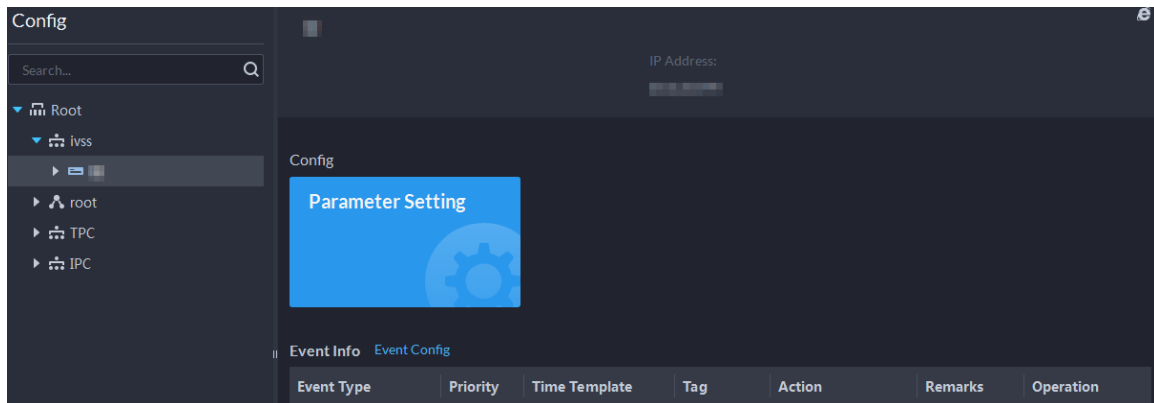 Config
Search...
Root
ivss
root
TPC
IPC
IP Address:
Config
Parameter Setting
Event Info Event Config
Event Type Priority Time Template Tag Action Remarks Operation